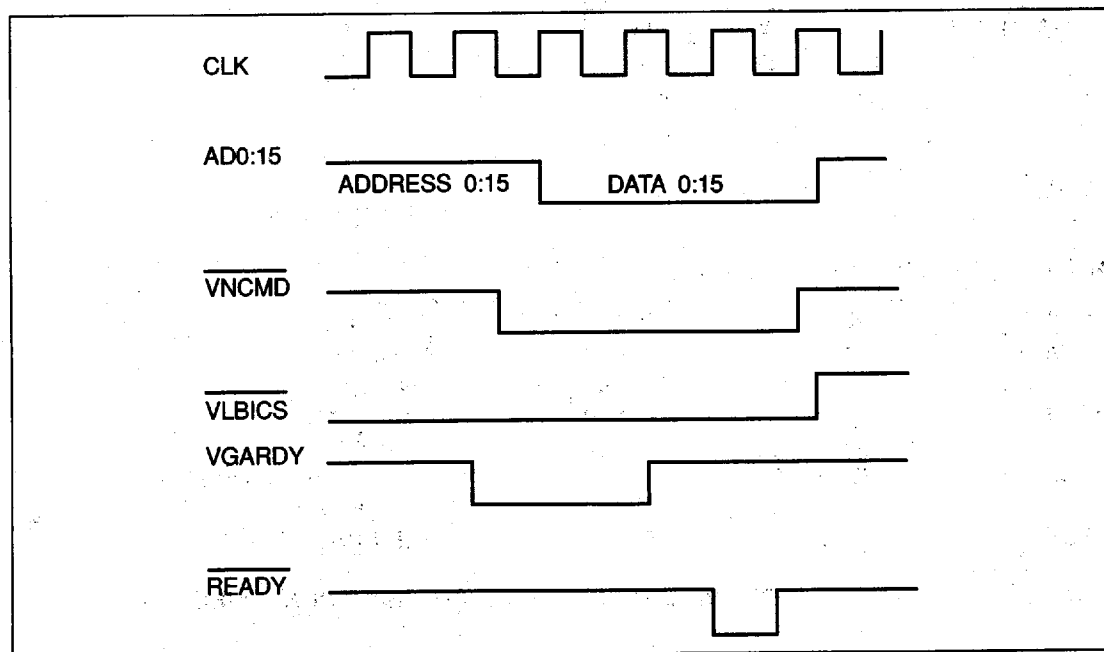 CLK
AD0:15
ADDRESS 0:15 DATA 0:15
VNCMD
VLBICS
VGARDY
READY